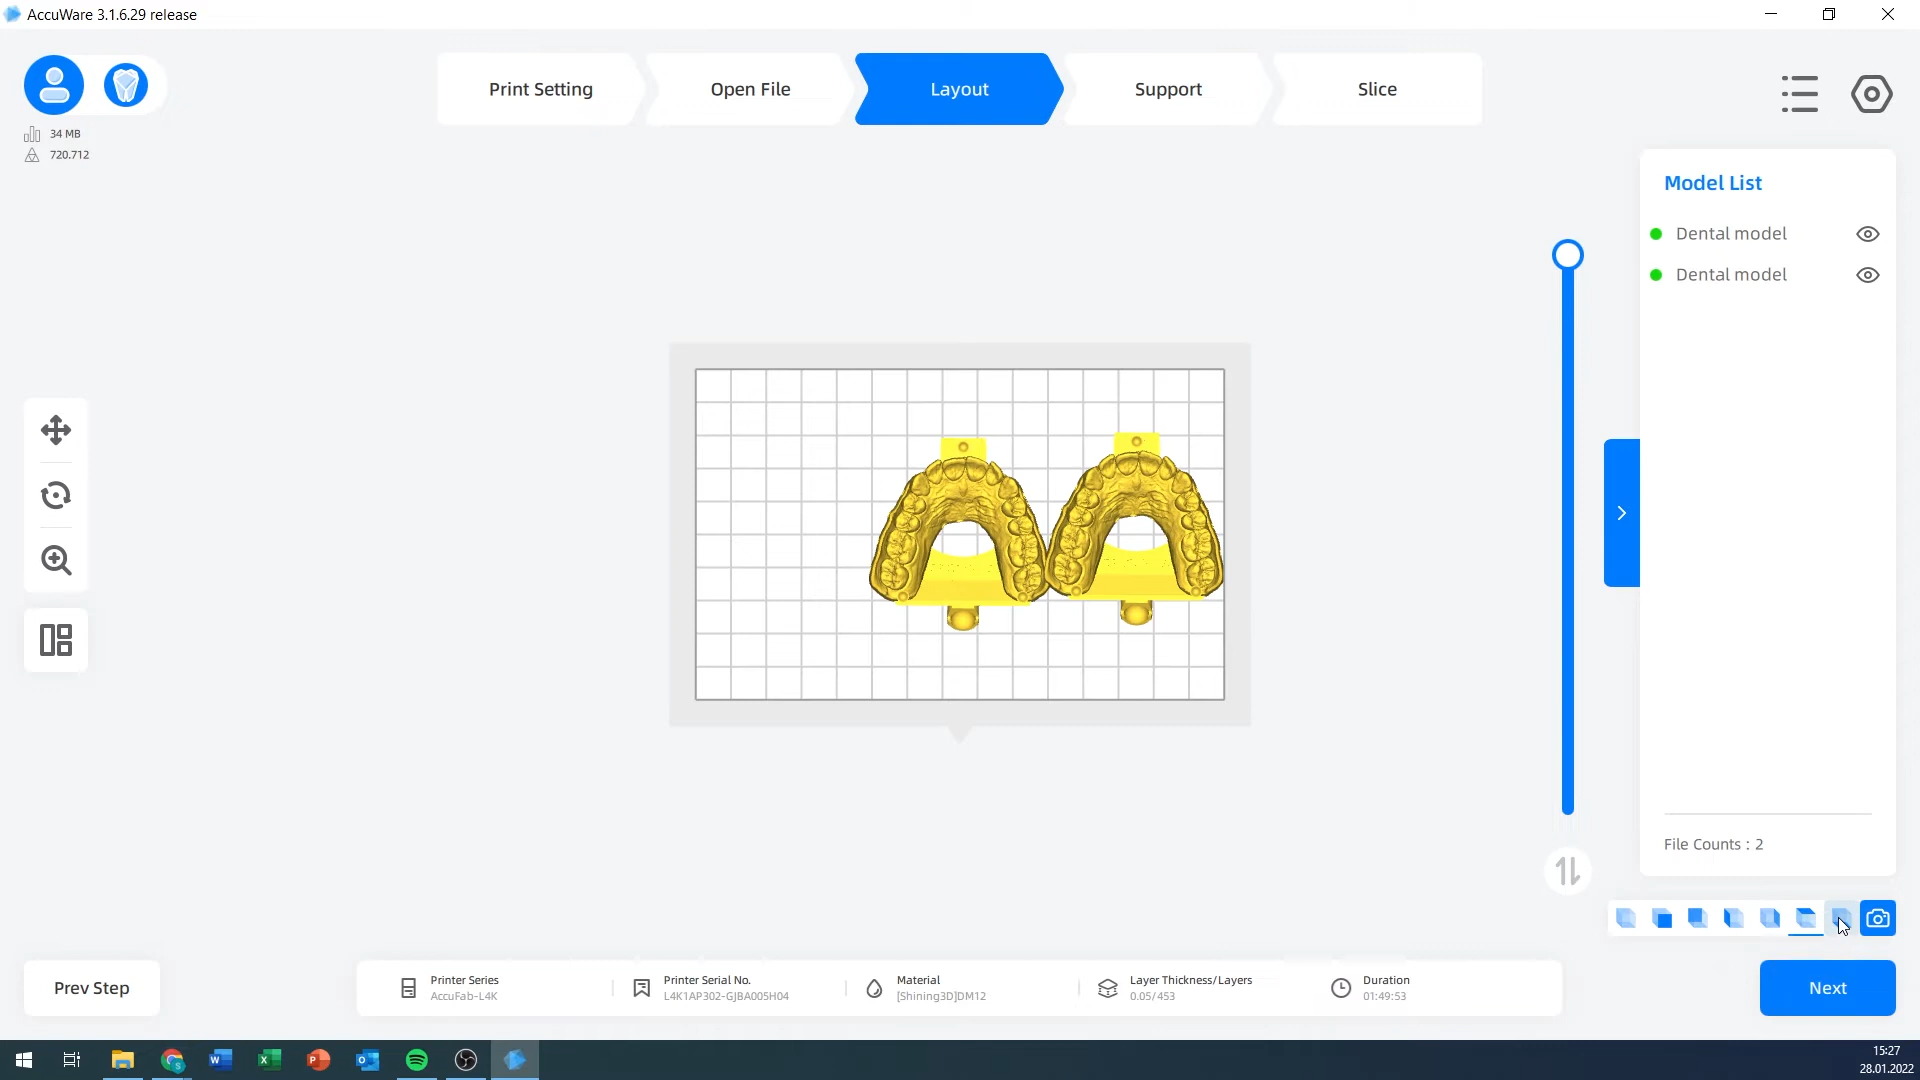 AccuWare 3.1.6.29 release
34 MB
720.712
Print Setting
Open File
Layout
Support
Slice
Model List
Dental model
Dental model
File Counts : 2
Prev Step
Printer Series
AccuFab-L4K
Printer Serial No.
L4K1AP302-GJBA005H04
Material
[Shining3D]DM12
Layer Thickness/Layers
0.05/453
Duration
01:49:53
Next
15:27
28.01.2022